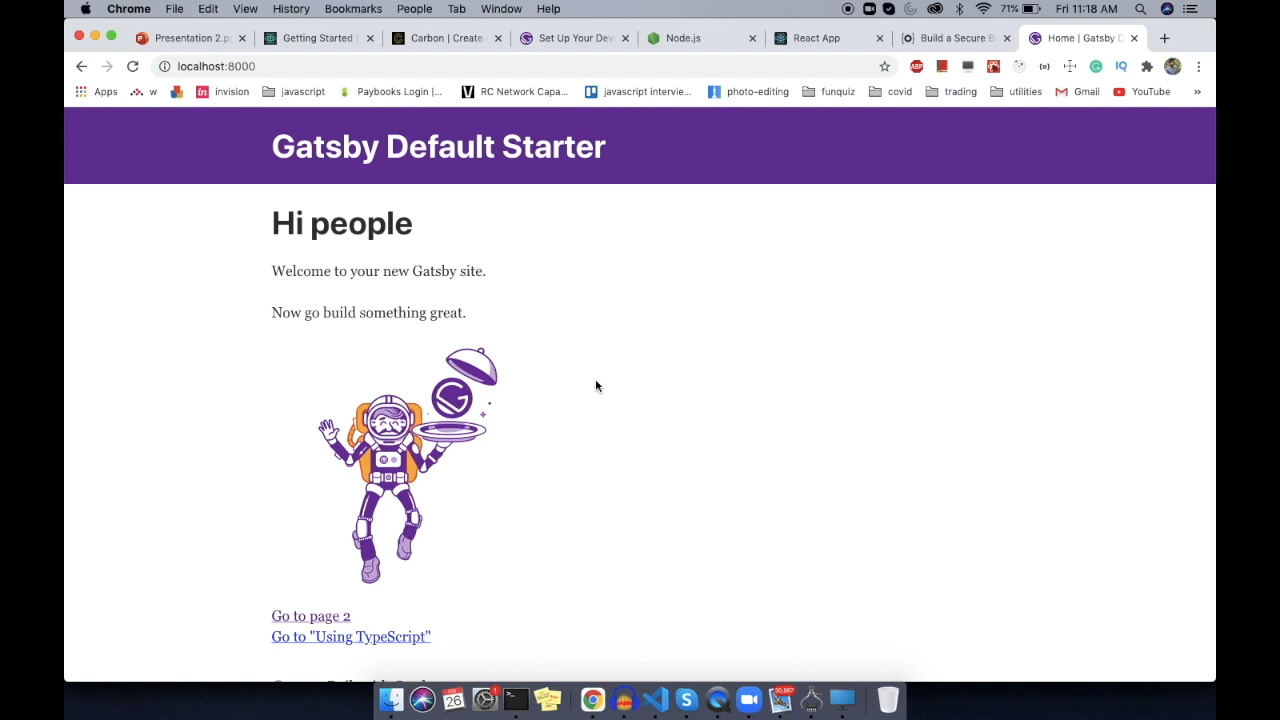 Chrome File Edit View History Bookmarks People Tab Window Help 71% Fri 11:18 AM
Presentation 2.p Getting Started Carbon | Create Set Up Your Dev Node.js React App Build a Secure B Home | Gatsby D
localhost:8000
Apps w invision javascript Paybooks Login |... RC Network Capa... javascript intervie... photo-editing funquiz covid trading utilities Gmail YouTube »
Gatsby Default Starter
Hi people
Welcome to your new Gatsby site.
Now go build something great.
Go to page 2
Go to "Using TypeScript"